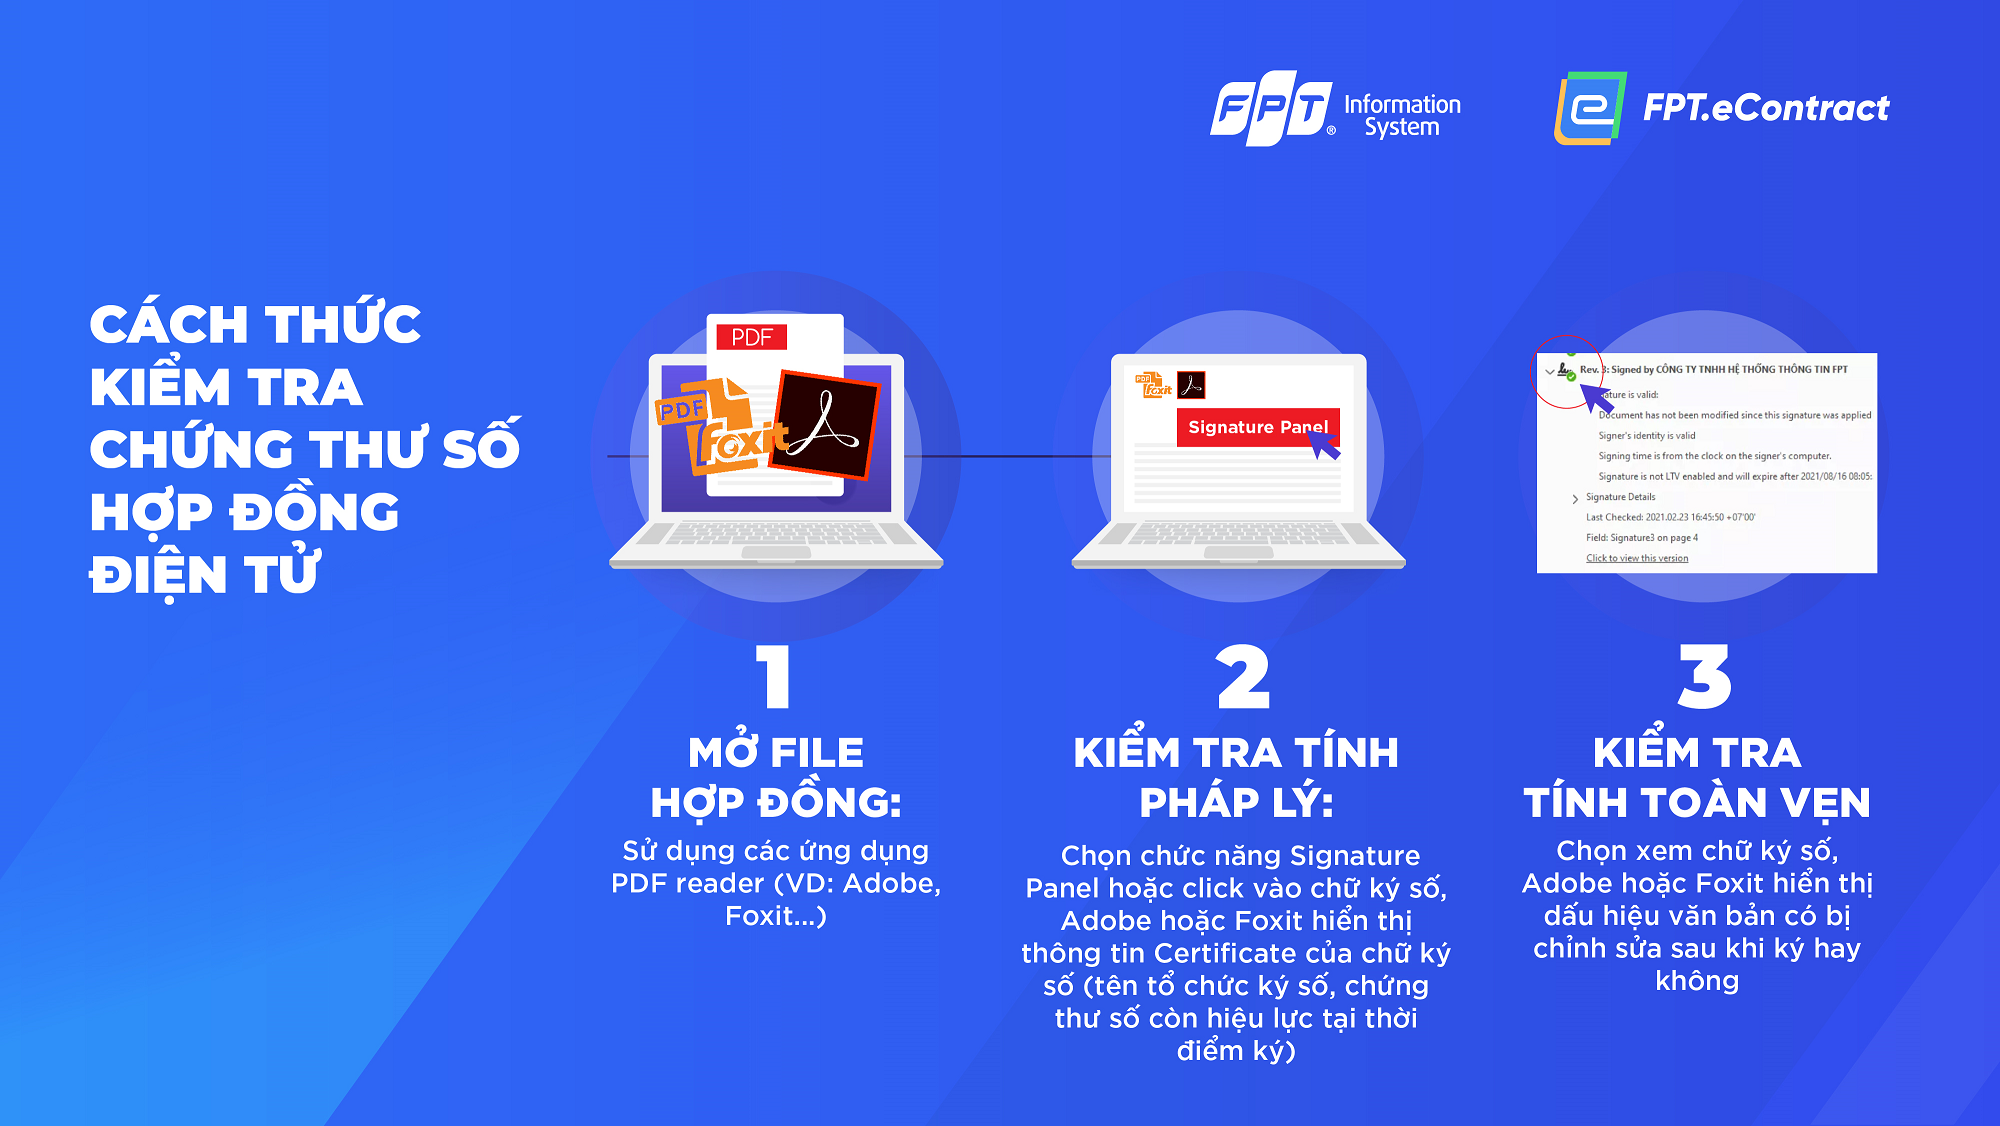 FPT Information
System
FPT.eContract
CÁCH THỨC
KIỂM TRA
CHỨNG THƯ SỐ
HỢP ĐỒNG
ĐIỆN TỬ
PDF
PDF
foxit
1
MỞ FILE
HỢP ĐỒNG:
Sử dụng các ứng dụng
PDF reader (VD: Adobe,
Foxit...)
PDF
foxit
Signature Panel
2
KIỂM TRA TÍNH
PHÁP LÝ:
Chọn chức năng Signature
Panel hoặc click vào chữ ký số,
Adobe hoặc Foxit hiển thị
thông tin Certificate của chữ ký
số (tên tổ chức ký số, chứng
thư số còn hiệu lực tại thời
điểm ký)
Rev. 3: Signed by CÔNG TY TNHH HỆ THỐNG THÔNG TIN FPT
ature is valid:
Document has not been modified since this signature was applied
Signer's identity is valid
Signing time is from the clock on the signer's computer.
Signature is not LTV enabled and will expire after 2021/08/16 08:05:
Signature Details
Last Checked: 2021.02.23 16:45:50 +07'00'
Field: Signature3 on page 4
Click to view this version
3
KIỂM TRA
TÍNH TOÀN VẸN
Chọn xem chữ ký số,
Adobe hoặc Foxit hiển thị
dấu hiệu văn bản có bị
chỉnh sửa sau khi ký hay
không